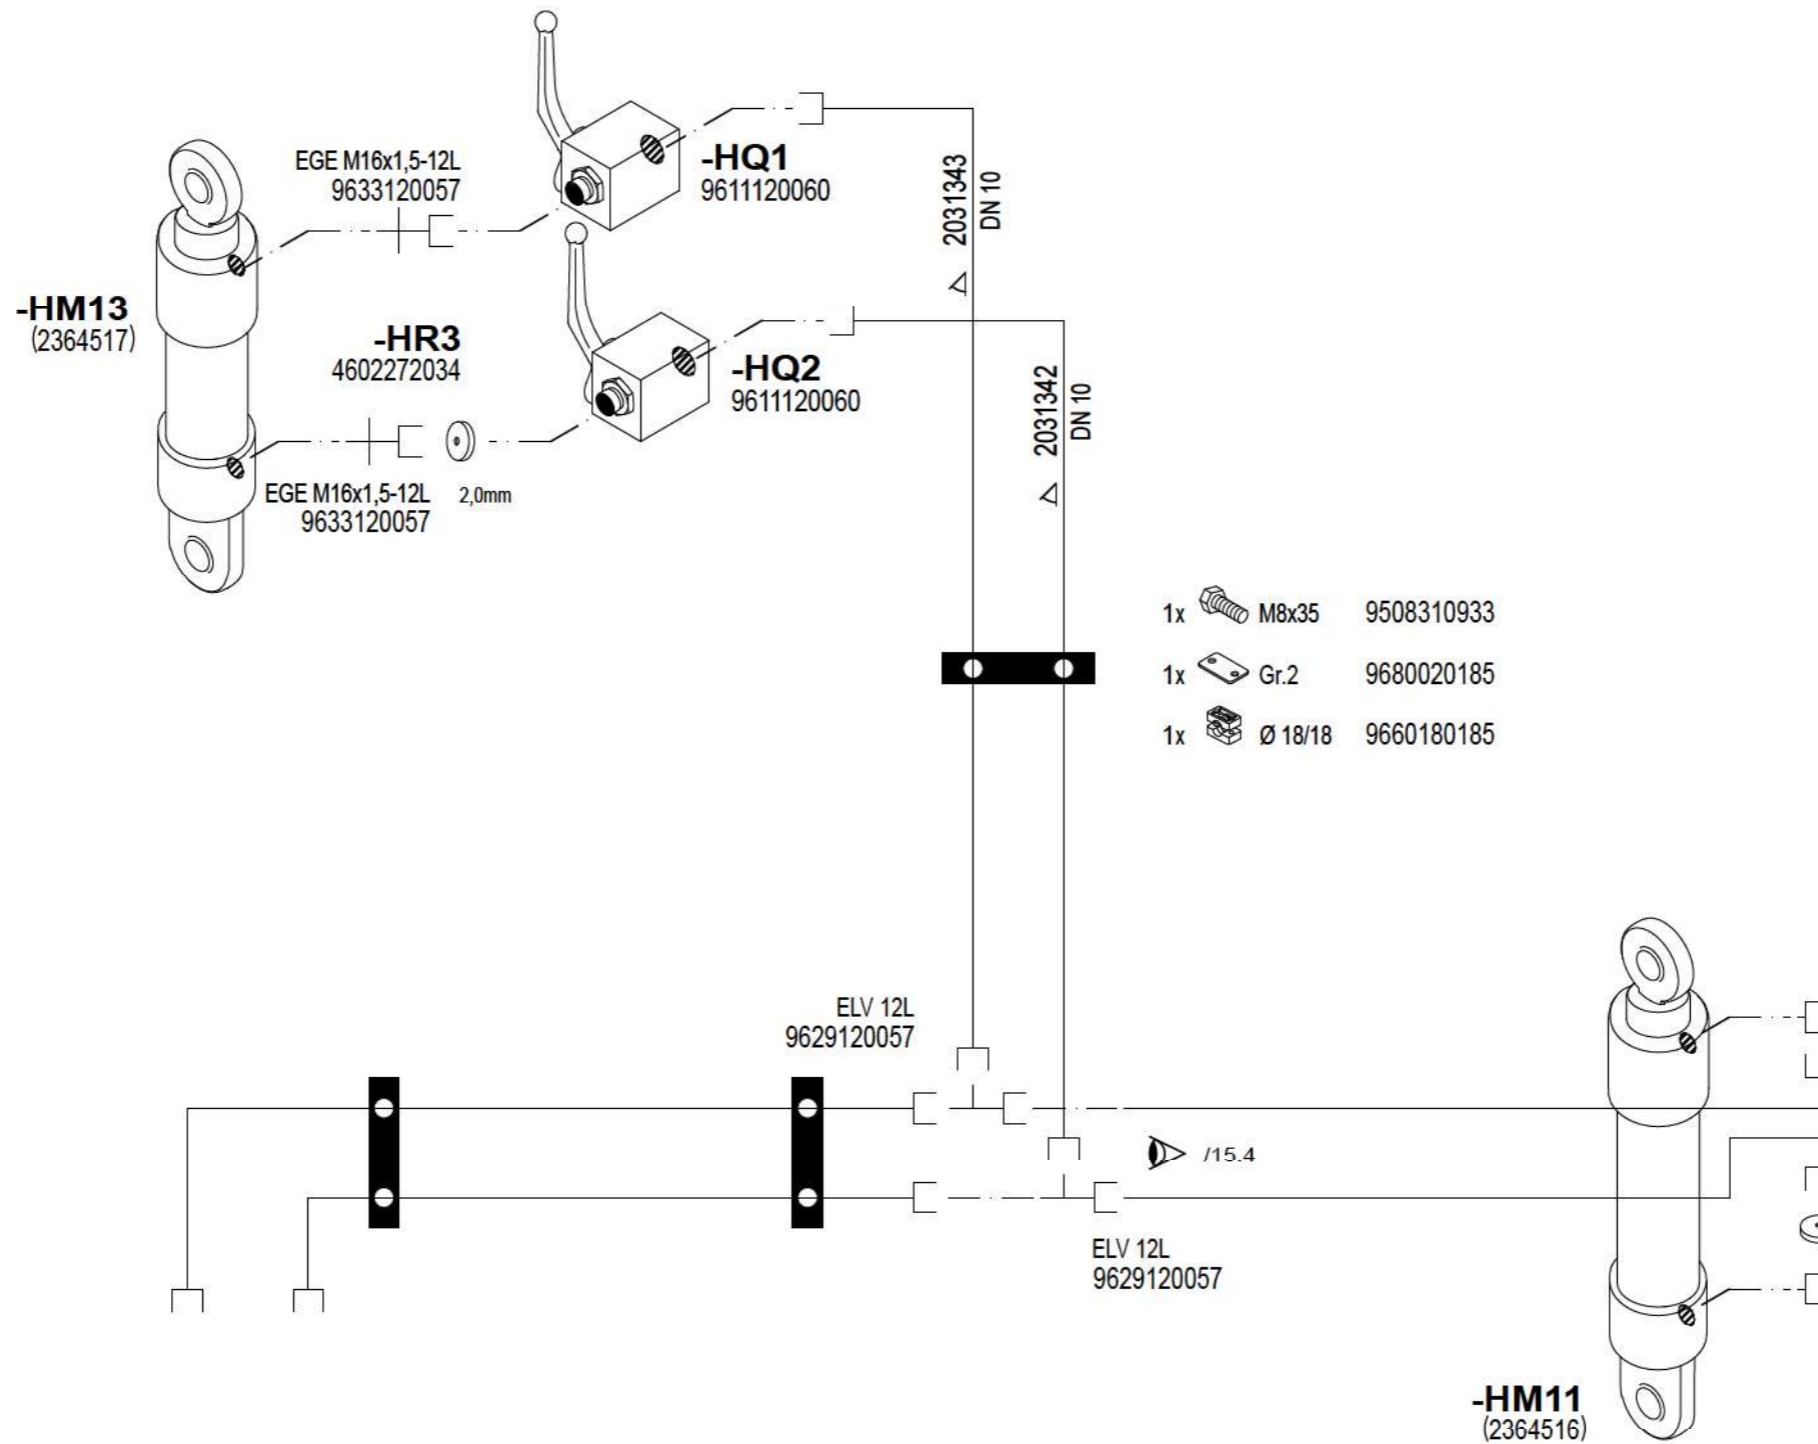 EGE M16x1,5-12L
9633120057
-HQ1
9611120060
2031343
DN 10
-HM13
(2364517)
-HR3
4602272034
-HQ2
9611120060
2031342
DN 10
EGE M16x1,5-12L 2,0mm
9633120057
1x M8x35 9508310933
1x Gr.2 9680020185
1x Ø 18/18 9660180185
ELV 12L
9629120057
/15.4
ELV 12L
9629120057
-HM11
(2364516)